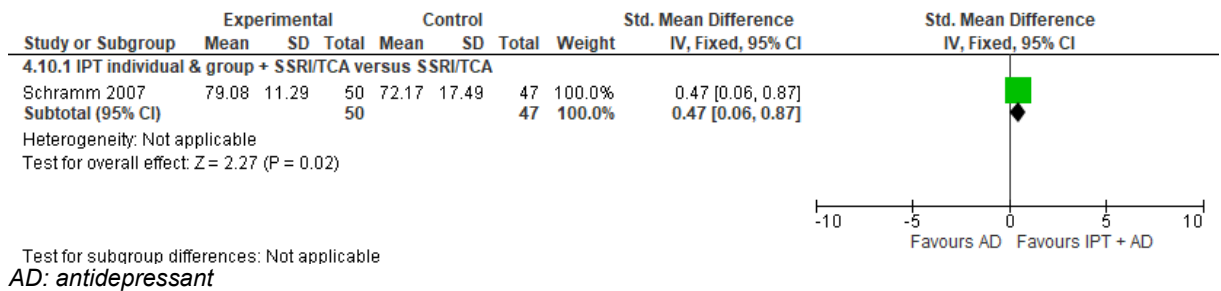 Experimental Control Std. Mean Difference Std. Mean Difference
Study or Subgroup Mean SD Total Mean SD Total Weight IV, Fixed, 95% CI IV, Fixed, 95% CI
4.10.1 IPT individual & group + SSRI/TCA versus SSRI/TCA
Schramm 2007 79.08 11.29 50 72.17 17.49 47 100.0% 0.47 [0.06, 0.87]
Subtotal (95% CI) 50 47 100.0% 0.47 [0.06, 0.87]
Heterogeneity: Not applicable
Test for overall effect: Z = 2.27 (P = 0.02)
-10 -5 0 5 10
Favours AD Favours IPT + AD
Test for subgroup differences: Not applicable
AD: antidepressant